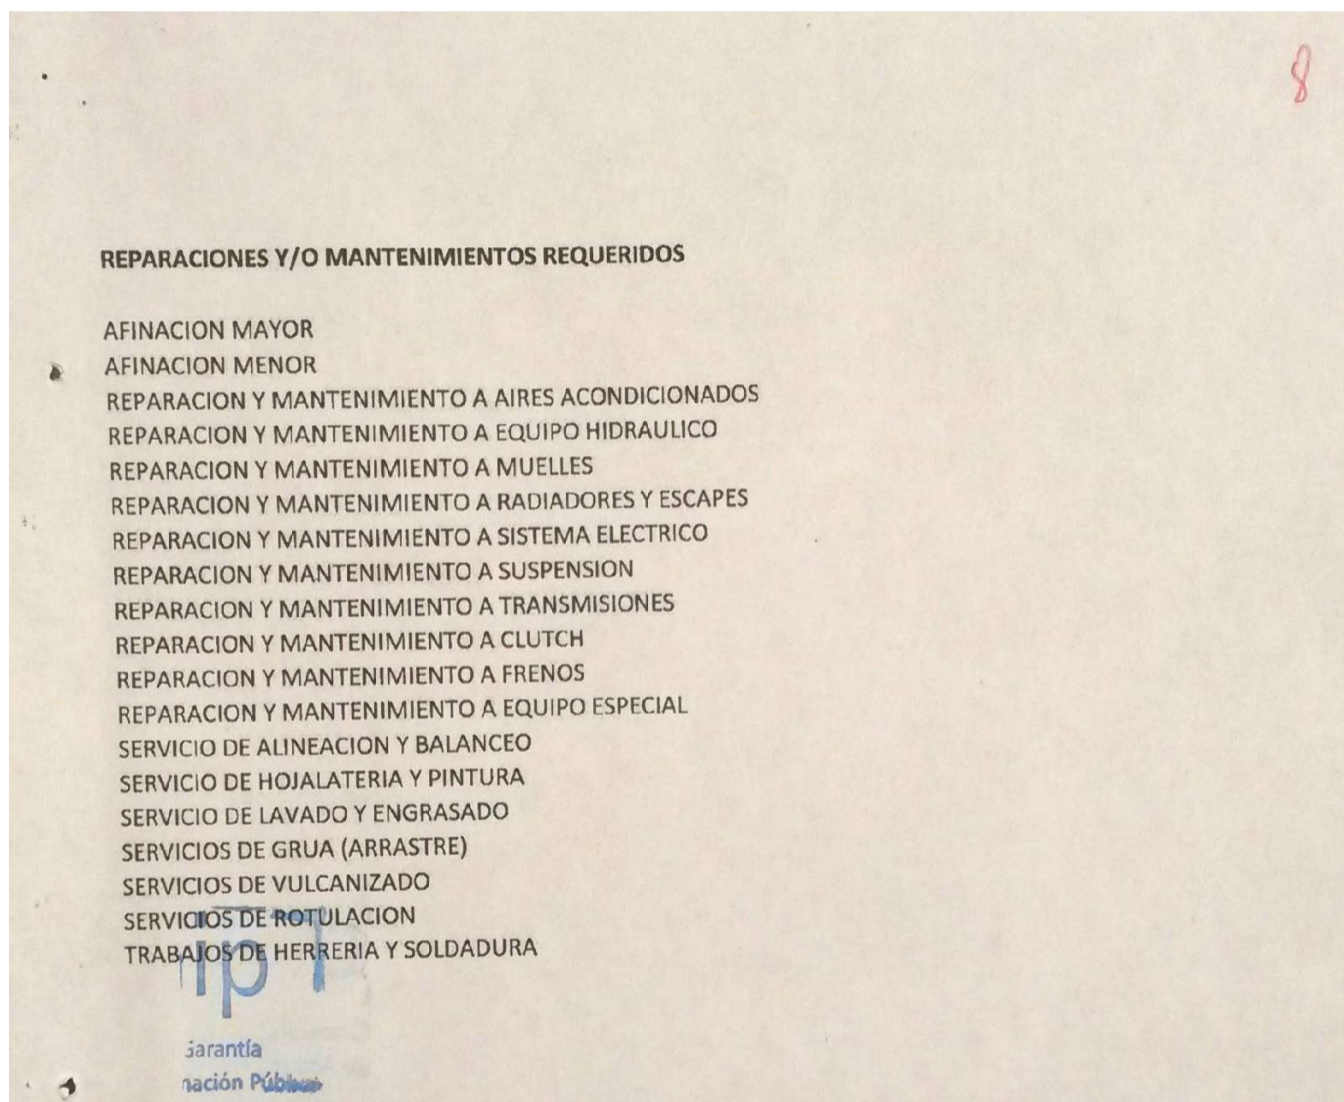 8
REPARACIONES Y/O MANTENIMIENTOS REQUERIDOS
AFINACION MAYOR
AFINACION MENOR
REPARACION Y MANTENIMIENTO A AIRES ACONDICIONADOS
REPARACION Y MANTENIMIENTO A EQUIPO HIDRAULICO
REPARACION Y MANTENIMIENTO A MUELLES
REPARACION Y MANTENIMIENTO A RADIADORES Y ESCAPES
REPARACION Y MANTENIMIENTO A SISTEMA ELECTRICO
REPARACION Y MANTENIMIENTO A SUSPENSION
REPARACION Y MANTENIMIENTO A TRANSMISIONES
REPARACION Y MANTENIMIENTO A CLUTCH
REPARACION Y MANTENIMIENTO A FRENOS
REPARACION Y MANTENIMIENTO A EQUIPO ESPECIAL
SERVICIO DE ALINEACION Y BALANCEO
SERVICIO DE HOJALATERIA Y PINTURA
SERVICIO DE LAVADO Y ENGRASADO
SERVICIOS DE GRUA (ARRASTRE)
SERVICIOS DE VULCANIZADO
SERVICIOS DE ROTULACION
TRABAJOS DE HERRERIA Y SOLDADURA
arantía
mación Pública